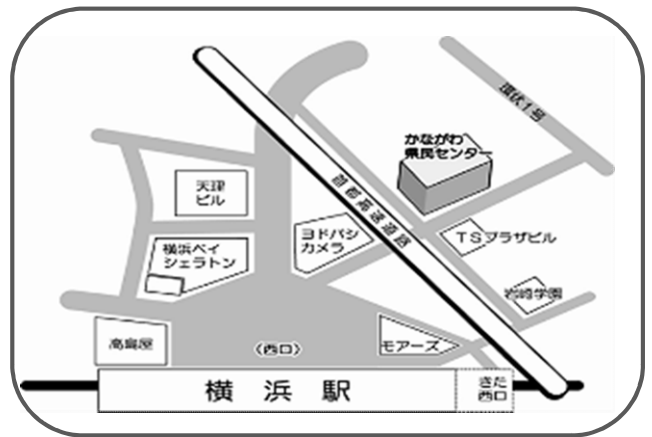 環状1号
かながわ
県民センター
首都高速道路
天理
ビル
ヨドバシ
カメラ
TSプラザビル
横浜ベイ
シェラトン
岩崎学園
高島屋
(西口)
モアーズ
横浜駅
きた
西口